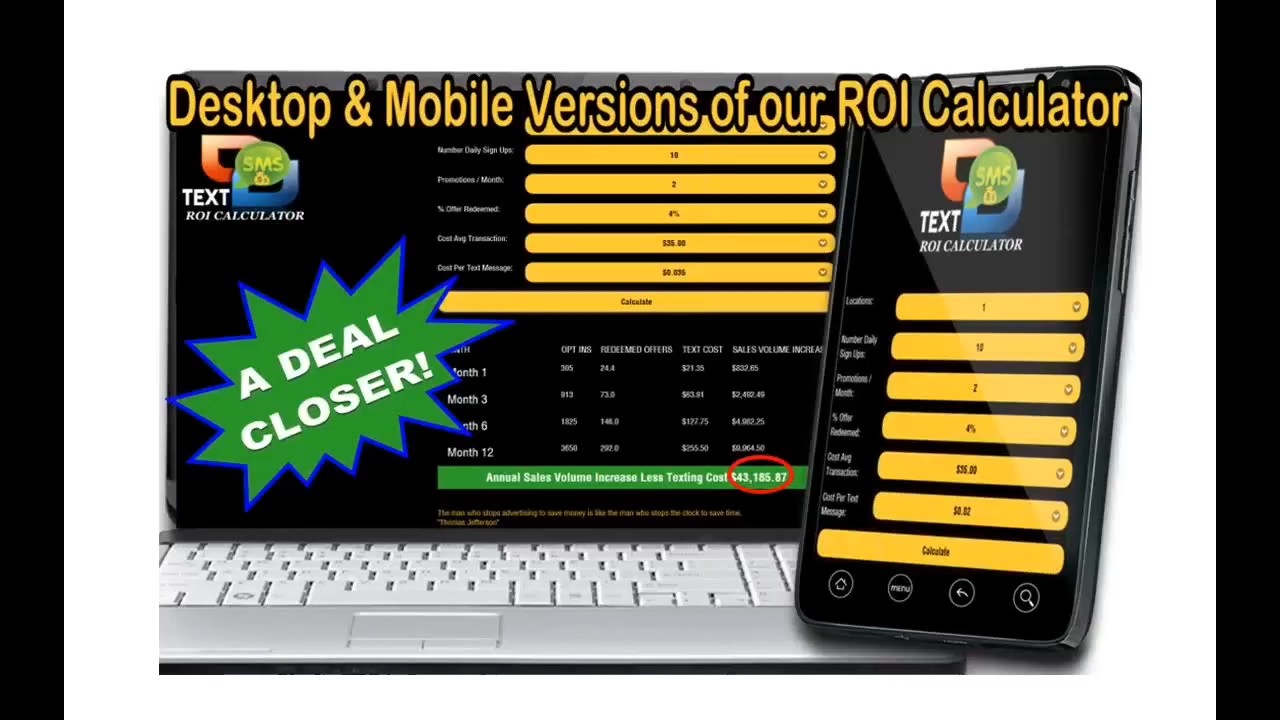 Desktop & Mobile Versions of our ROI Calculator
SMS
TEXT
ROI CALCULATOR
A DEAL
CLOSER!
Number Daily Sign Ups: 10
Promotions / Month: 2
% Offer Redeemed: 4%
Cost Avg Transaction: $35.00
Cost Per Text Message: $0.035
Calculate
OPT INS REDEEMED OFFERS TEXT COST SALES VOLUME INCREAS
Month 1 305 24.4 $21.35 $832.65
Month 3 913 73.0 $63.91 $2,492.49
Month 6 1825 146.0 $127.75 $4,982.25
Month 12 3650 292.0 $255.50 $9,964.50
Annual Sales Volume Increase Less Texting Cost $43,185.87
The man who stops advertising to save money is like the man who stops the clock to save time.
"Thomas Jefferson"
SMS
TEXT
ROI CALCULATOR
Locations: 1
Number Daily
Sign Ups: 10
Promotions /
Month: 2
% Offer
Redeemed: 4%
Cost Avg
Transaction: $35.00
Cost Per Text
Message: $0.02
Calculate
MENU